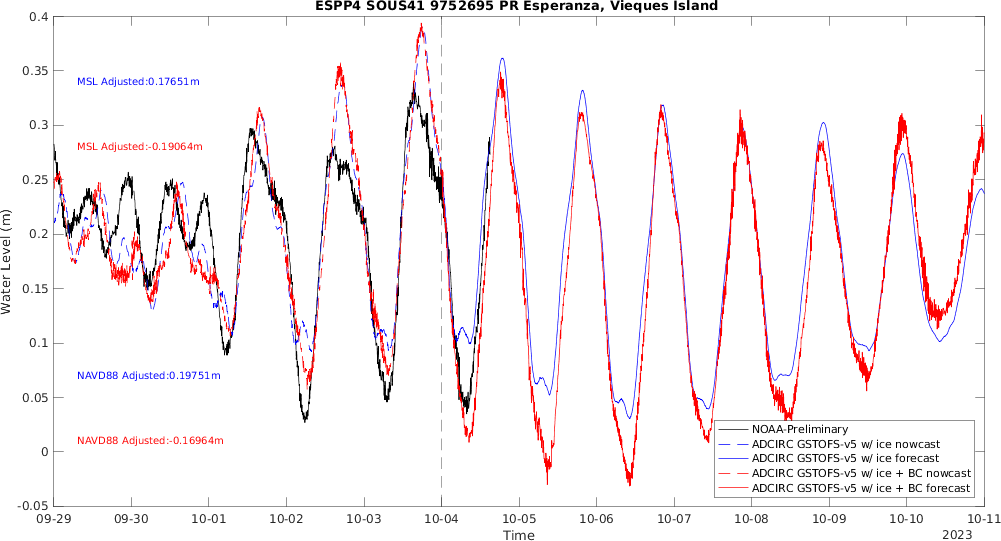 ESPP4 SOUS41 9752695 PR Esperanza, Vieques Island
0.4
0.35
0.3
0.25
0.2
0.15
0.1
0.05
0
-0.05
Water Level (m)
MSL Adjusted:0.17651m
MSL Adjusted:-0.19064m
NAVD88 Adjusted:0.19751m
NAVD88 Adjusted:-0.16964m
NOAA-Preliminary
ADCIRC GSTOFS-v5 w/ ice nowcast
ADCIRC GSTOFS-v5 w/ ice forecast
ADCIRC GSTOFS-v5 w/ ice + BC nowcast
ADCIRC GSTOFS-v5 w/ ice + BC forecast
09-29 09-30 10-01 10-02 10-03 10-04 10-05 10-06 10-07 10-08 10-09 10-10 10-11
Time
2023